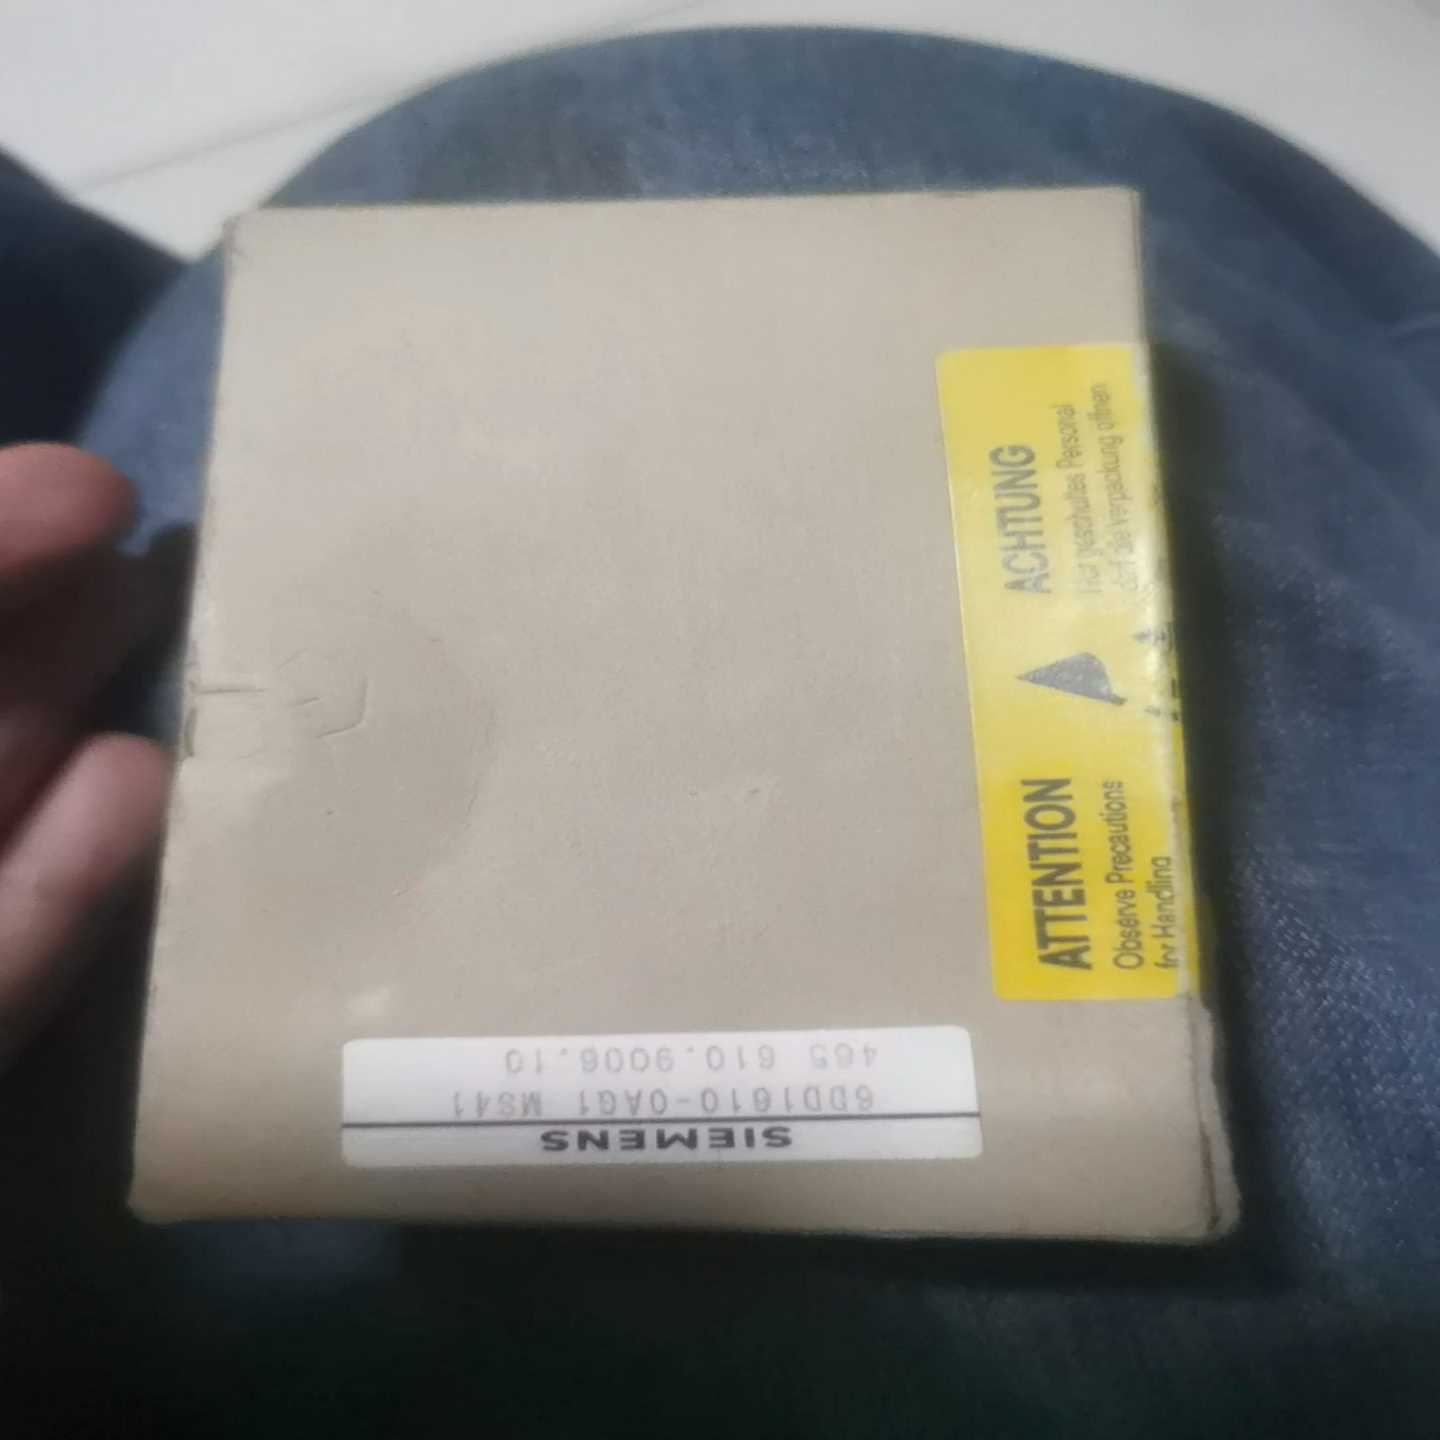 SIEMENS
6DD1610-0AG1 MS41
465 610.9006.10
ATTENTION
Observe Precautions
for Handling
ACHTUNG
Nur geschultes Personal
darf die Verpackung öffnen